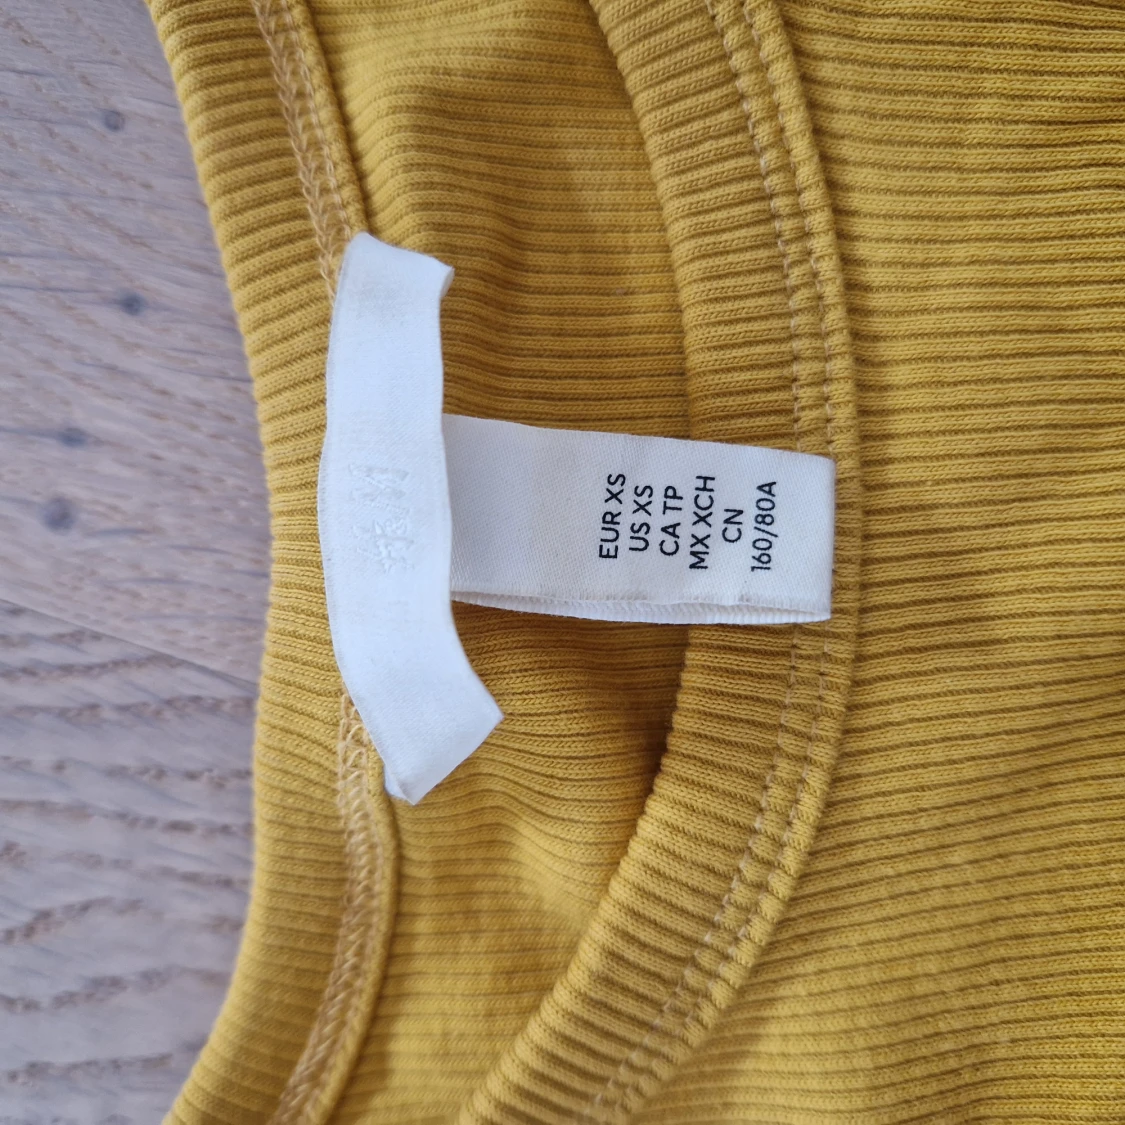 EUR XS
US XS
CA TP
MX XCH
CN
160/80A